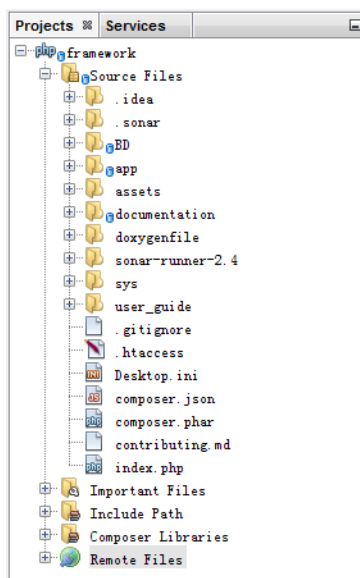 Projects Services
framework
Source Files
.idea
.sonar
BD
app
assets
documentation
doxygenfile
sonar-runner-2.4
sys
user_guide
.gitignore
.htaccess
Desktop.ini
composer.json
composer.phar
contributing.md
index.php
Important Files
Include Path
Composer Libraries
Remote Files